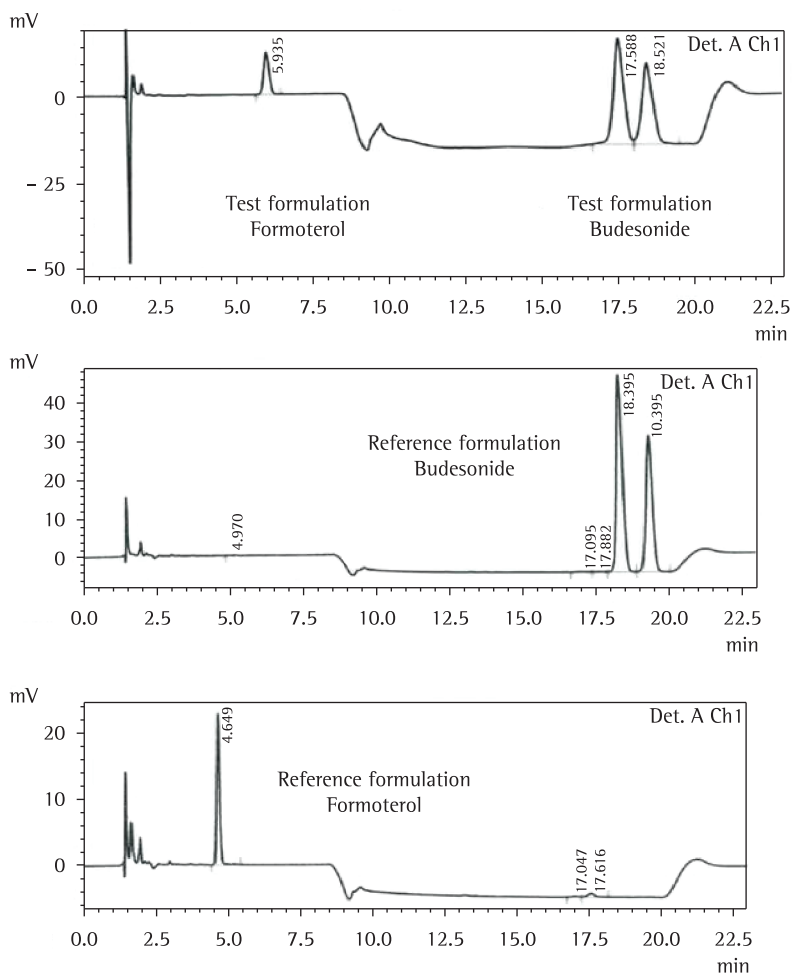 mV
Det. A Ch1
5.935
17.588
18.521
0
– 25
– 50
Test formulation
Formoterol
Test formulation
Budesonide
0.0 2.5 5.0 7.5 10.0 12.5 15.0 17.5 20.0 22.5
min
mV
Det. A Ch1
40
30
20
10
0
Reference formulation
Budesonide
4.970
17.095
17.882
18.395
10.395
0.0 2.5 5.0 7.5 10.0 12.5 15.0 17.5 20.0 22.5
min
mV
Det. A Ch1
20
10
0
4.649
Reference formulation
Formoterol
17.047
17.616
0.0 2.5 5.0 7.5 10.0 12.5 15.0 17.5 20.0 22.5
min